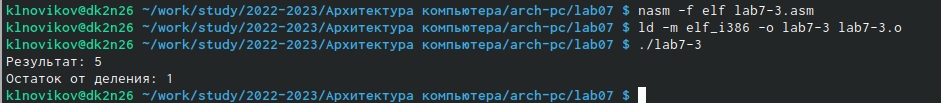 klnovikov@dk2n26 ~/work/study/2022-2023/Архитектура компьютера/arch-pc/lab07 $ nasm -f elf lab7-3.asm
klnovikov@dk2n26 ~/work/study/2022-2023/Архитектура компьютера/arch-pc/lab07 $ ld -m elf_i386 -o lab7-3 lab7-3.o
klnovikov@dk2n26 ~/work/study/2022-2023/Архитектура компьютера/arch-pc/lab07 $ ./lab7-3
Результат: 5
Остаток от деления: 1
klnovikov@dk2n26 ~/work/study/2022-2023/Архитектура компьютера/arch-pc/lab07 $